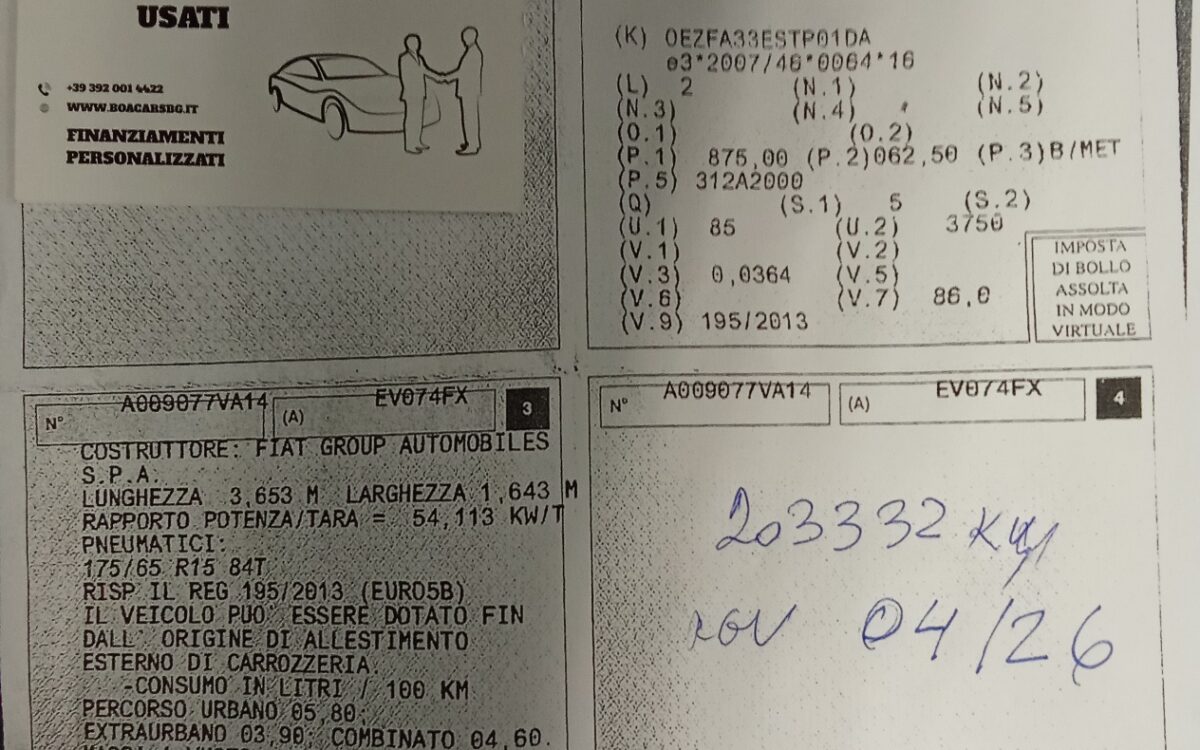 USATI
+39 392 001 4422
WWW.BOACARSBG.IT
FINANZIAMENTI
PERSONALIZZATI
(K) 0EZFA33ESTP01DA
e3*2007/46*0064*16
(L) 2 (N.1) (N.2)
(N.3) (N.4) (N.5)
(O.1) (O.2)
(P.1) 875,00 (P.2)062,50 (P.3)B/MET
(P.5) 312A2000
(Q) (S.1) 5 (S.2)
(U.1) 85 (U.2) 3750
(V.1) (V.2)
(V.3) 0,0364 (V.5)
(V.6) (V.7) 86,0
(V.9) 195/2013
IMPOSTA
DI BOLLO
ASSOLTA
IN MODO
VIRTUALE
N° A009077VA14 (A) EV074FX 3
COSTRUTTORE: FIAT GROUP AUTOMOBILES
S.P.A.
LUNGHEZZA 3,653 M LARGHEZZA 1,643 M
RAPPORTO POTENZA/TARA = 54,113 KW/T
PNEUMATICI:
175/65 R15 84T
RISP IL REG 195/2013 (EURO5B)
IL VEICOLO PUO' ESSERE DOTATO FIN
DALL' ORIGINE DI ALLESTIMENTO
ESTERNO DI CARROZZERIA
-CONSUMO IN LITRI / 100 KM
PERCORSO URBANO 05,80;
EXTRAURBANO 03,90; COMBINATO 04,60.
N° A009077VA14 (A) EV074FX 4
203332 km
rev 04/26